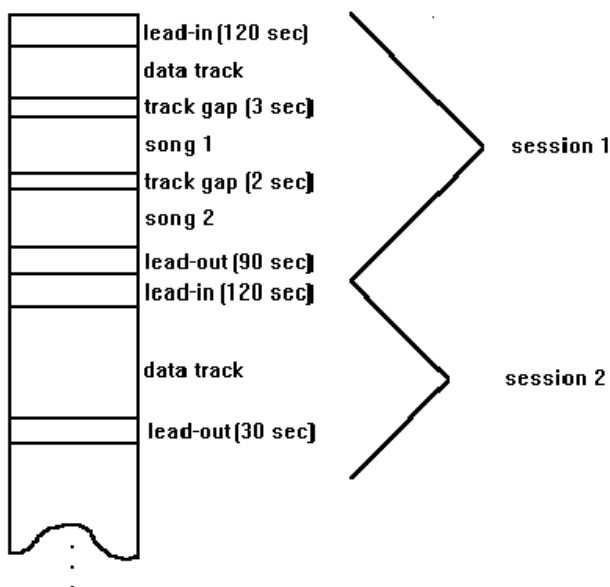 lead-in (120 sec)
data track
track gap (3 sec)
song 1
track gap (2 sec)
song 2
lead-out (90 sec)
lead-in (120 sec)
data track
lead-out (30 sec)
session 1
session 2